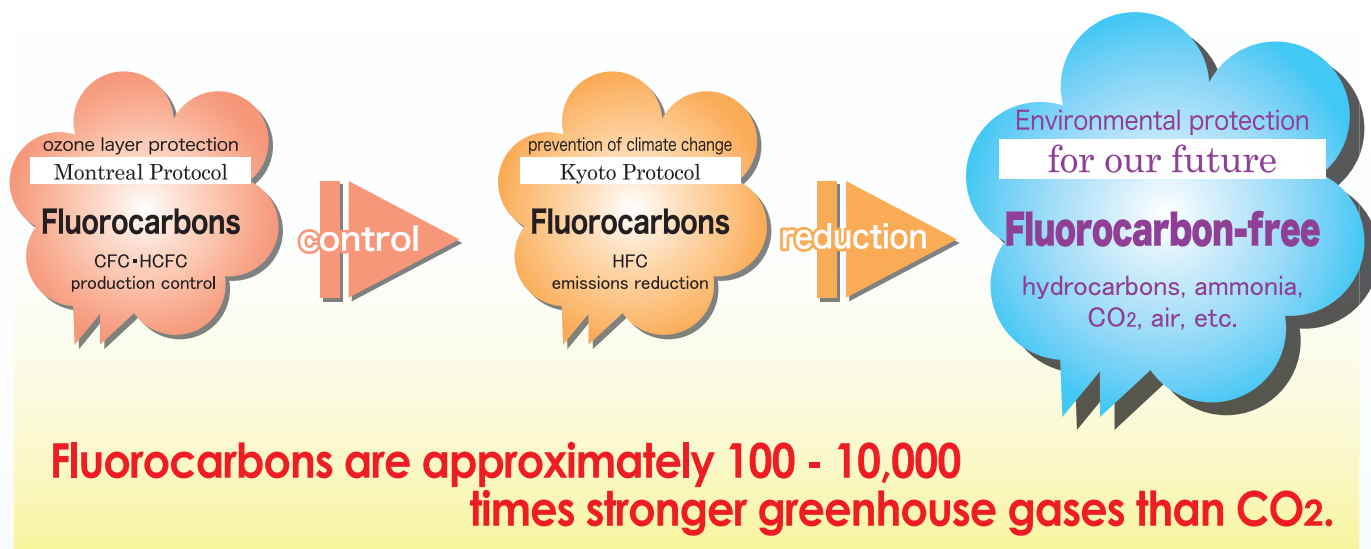 ozone layer protection
Montreal Protocol
Fluorocarbons
CFC・HCFC
production control
control
prevention of climate change
Kyoto Protocol
Fluorocarbons
HFC
emissions reduction
reduction
Environmental protection
for our future
Fluorocarbon-free
hydrocarbons, ammonia,
CO2, air, etc.
Fluorocarbons are approximately 100 - 10,000
times stronger greenhouse gases than CO2.